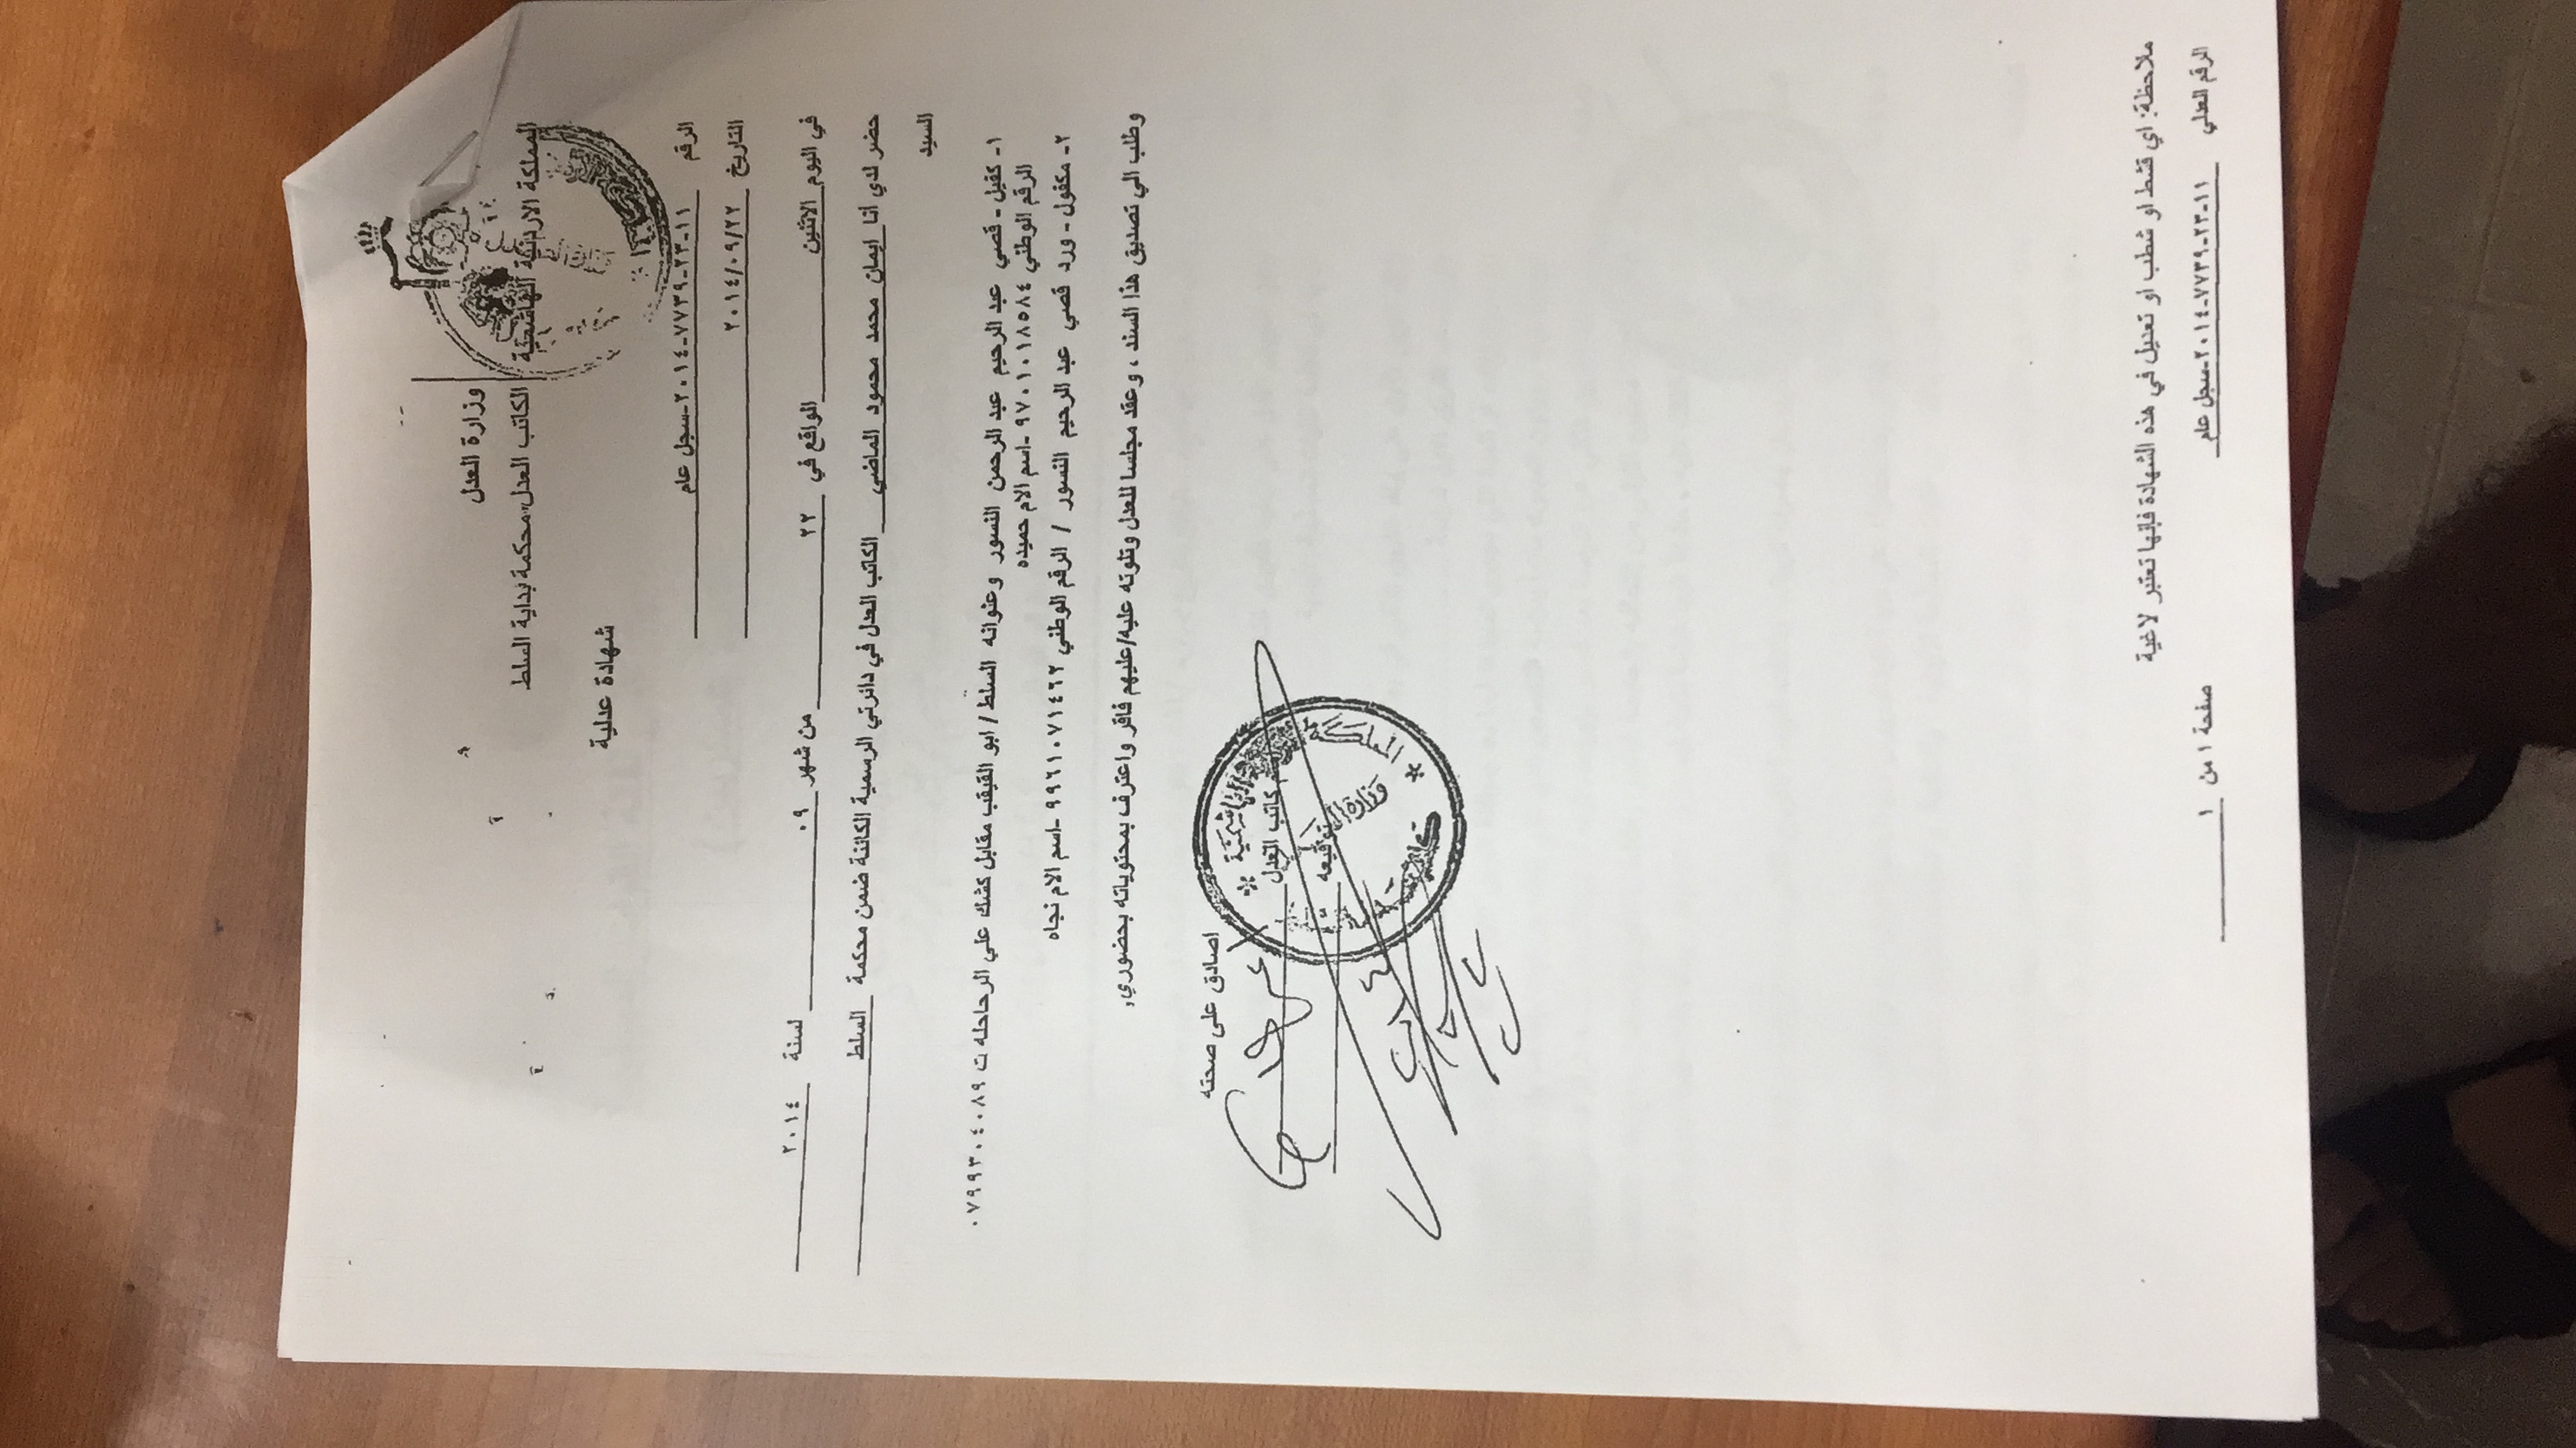 وزارة العدل
المملكة الاردنية الهاشمية الكاتب العدل محكمة بداية السلط
شهادة عدلية
الرقم ١١-٢٣-٧٧٣٩-٢٠١٤-سجل عام
التاريخ ٢٠١٤/٠٩/٢٢
في اليوم الاثنين الواقع في ٢٢ من شهر ٠٩ لسنة ٢٠١٤
حضر لدي أنا ايمان محمد محمود الماضي الكاتب العدل في دائرتي الرسمية الكائنة ضمن محكمة السلط
السيد
١- كفيل - قصي عبد الرحيم عبد الرحمن النسور وعنوانه السلط / ابو القيقب مقابل كشك علي الرحاحله ت ٠٧٩٩٣٠٤٠٨٩
الرقم الوطني ٩٧٠١٠١٨٥٨٤ -اسم الام حميده
٢- مكفول - ورد قصي عبد الرحيم النسور / الرقم الوطني ٩٩٦١٠٧١٤٦٢ -اسم الام نجاه
وطلب الي تصديق هذا السند ، وعقد مجلسا للعدل وتلوته عليه/عليهم فاقر واعترف بمحتوياته بحضوري,
اصادق على صحته
اسم كاتب العدل
توقيعه
وزارة
ملاحظة: اي قشط او شطب او تعديل في هذه الشهادة فإنها تعتبر لاغية
الرقم العدلي ١١-٢٣-٧٧٣٩-٢٠١٤-سجل عام صفحة ١ من ١